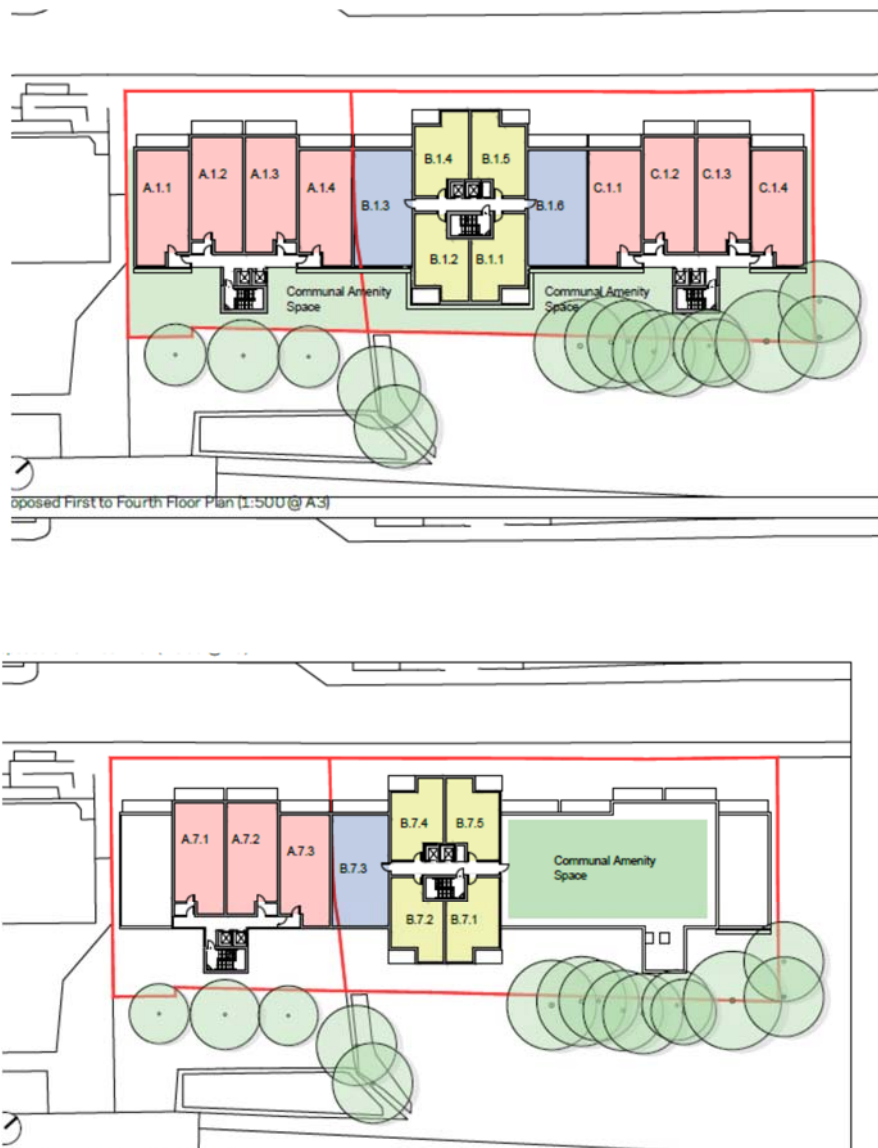 B.1.4
B.1.5
A.1.1
A.1.2
A.1.3
A.1.4
B.1.3
B.1.6
C.1.1
C.1.2
C.1.3
C.1.4
B.1.2
B.1.1
Communal Amenity
Space
Communal Amenity
Space
oposed First to Fourth Floor Plan (1:500 @ A3)
A.7.1
A.7.2
A.7.3
B.7.3
B.7.4
B.7.5
Communal Amenity
Space
B.7.2
B.7.1